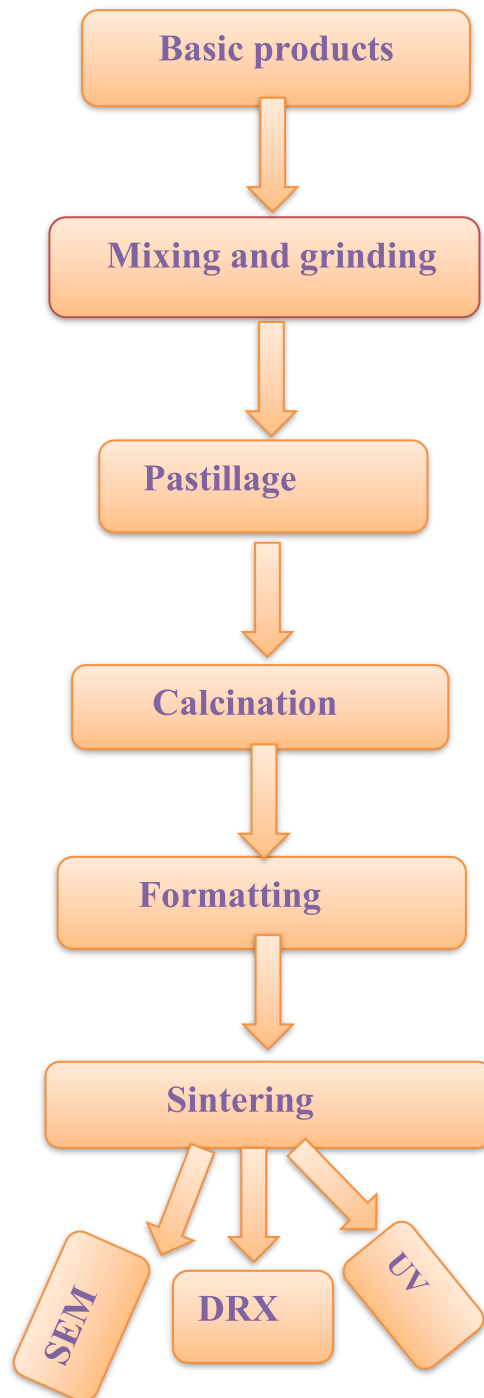 Basic products
Mixing and grinding
Pastillage
Calcination
Formatting
Sintering
SEM
DRX
UV